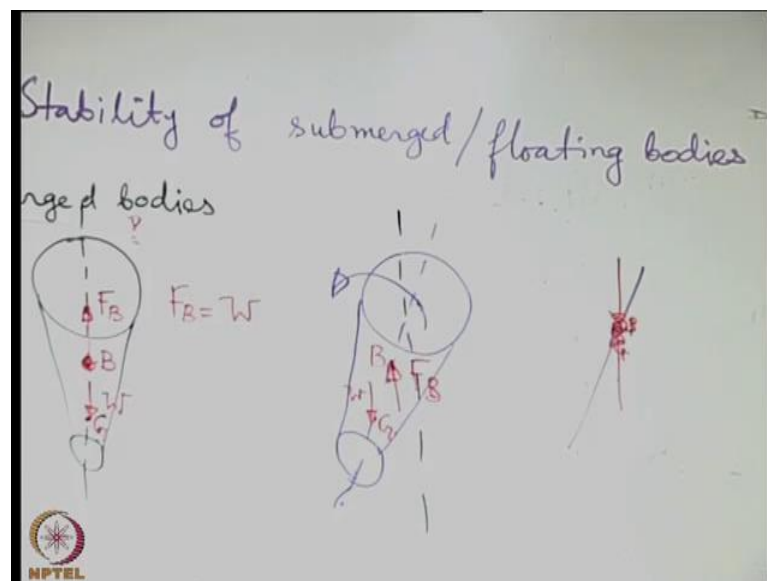 Stability of submerged/floating bodies
rged bodies
F_B
F_B = W
B
W
G
B
F_B
W
G
NPTEL